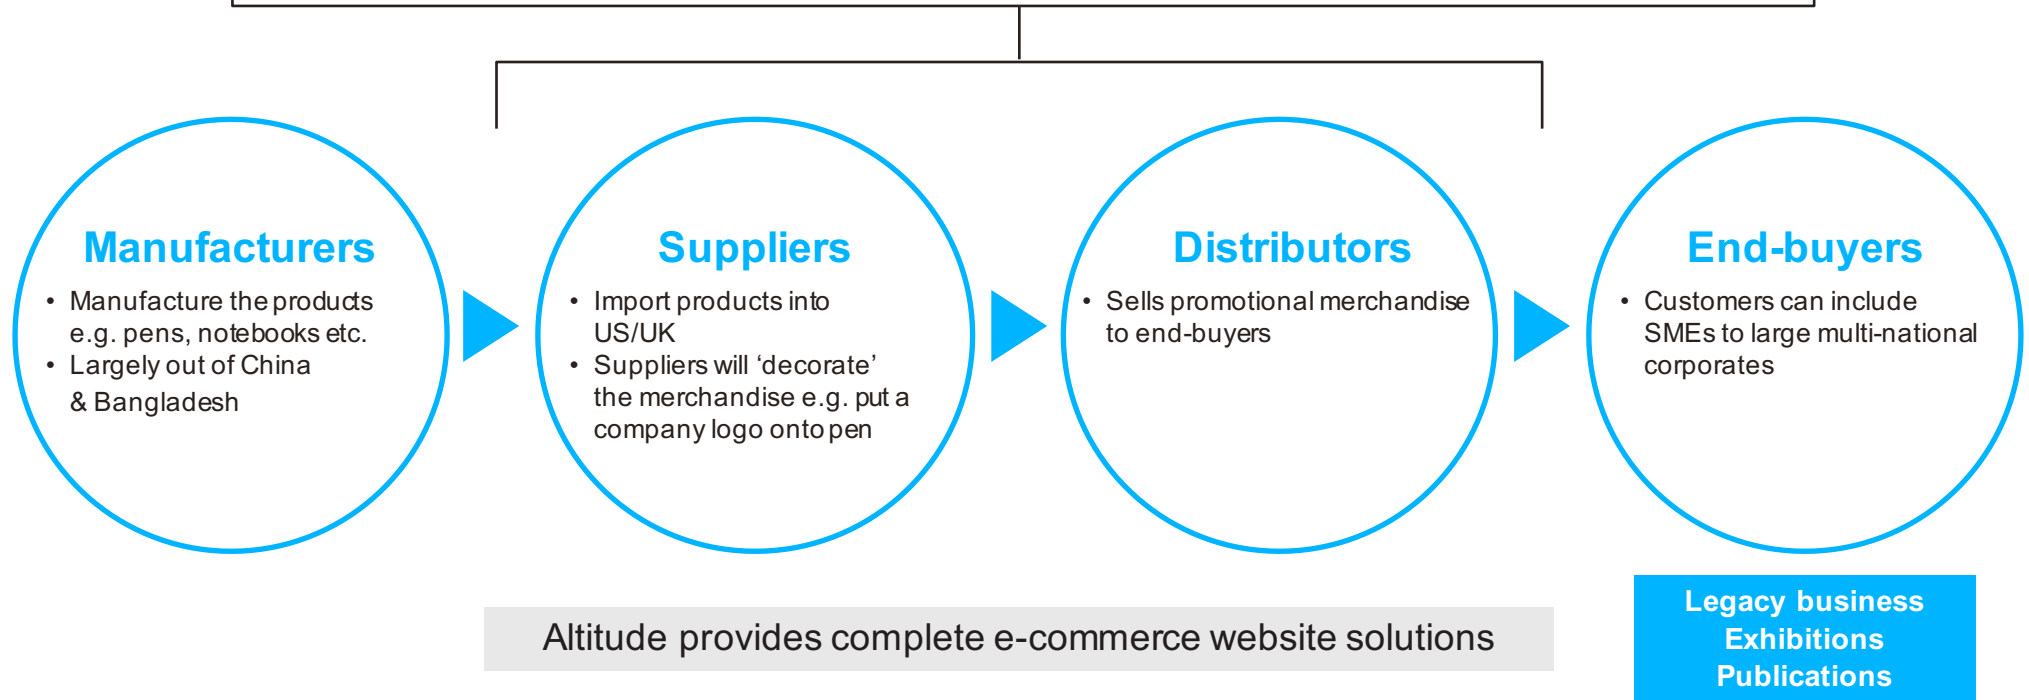 Manufacturers
• Manufacture the products
e.g. pens, notebooks etc.
• Largely out of China
& Bangladesh
Suppliers
• Import products into
US/UK
• Suppliers will ‘decorate’
the merchandise e.g. put a
company logo onto pen
Distributors
• Sells promotional merchandise
to end-buyers
End-buyers
• Customers can include
SMEs to large multi-national
corporates
Altitude provides complete e-commerce website solutions
Legacy business
Exhibitions
Publications